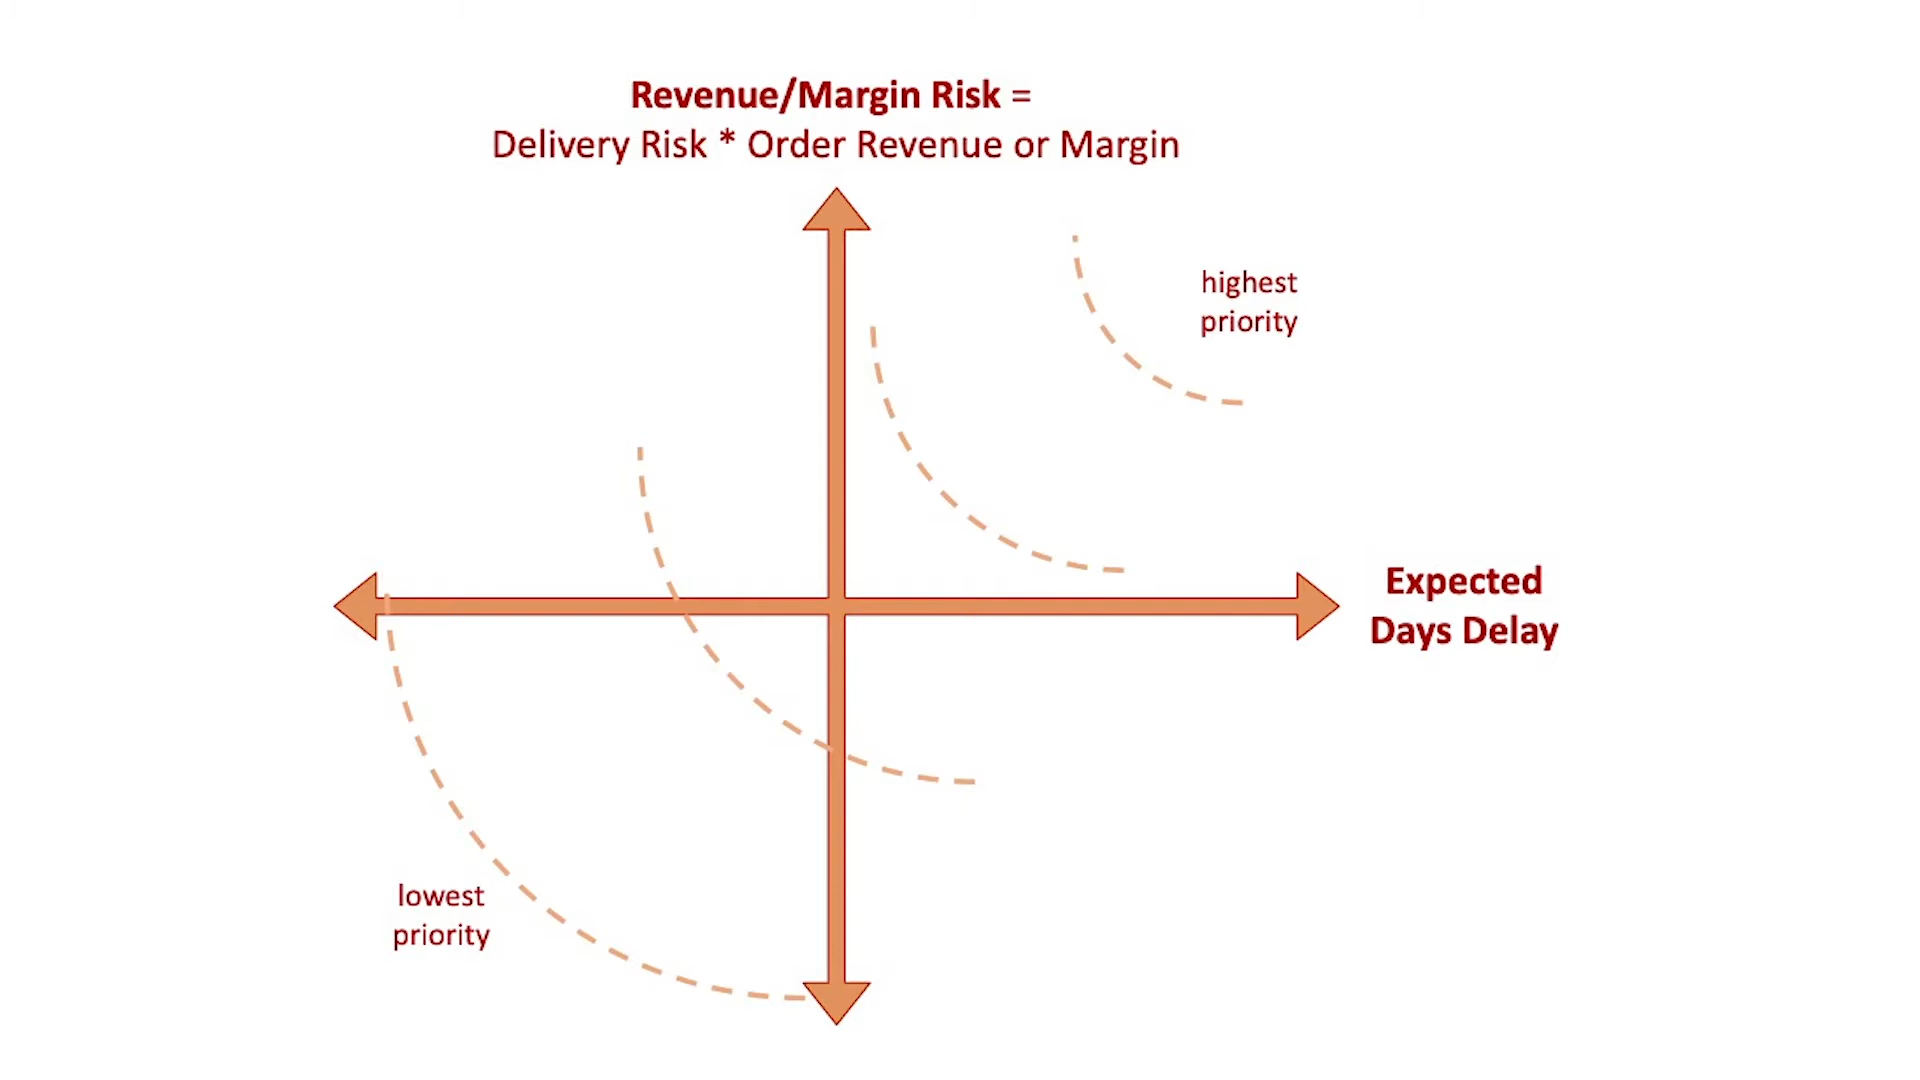 Revenue/Margin Risk =
Delivery Risk * Order Revenue or Margin
highest
priority
Expected
Days Delay
lowest
priority